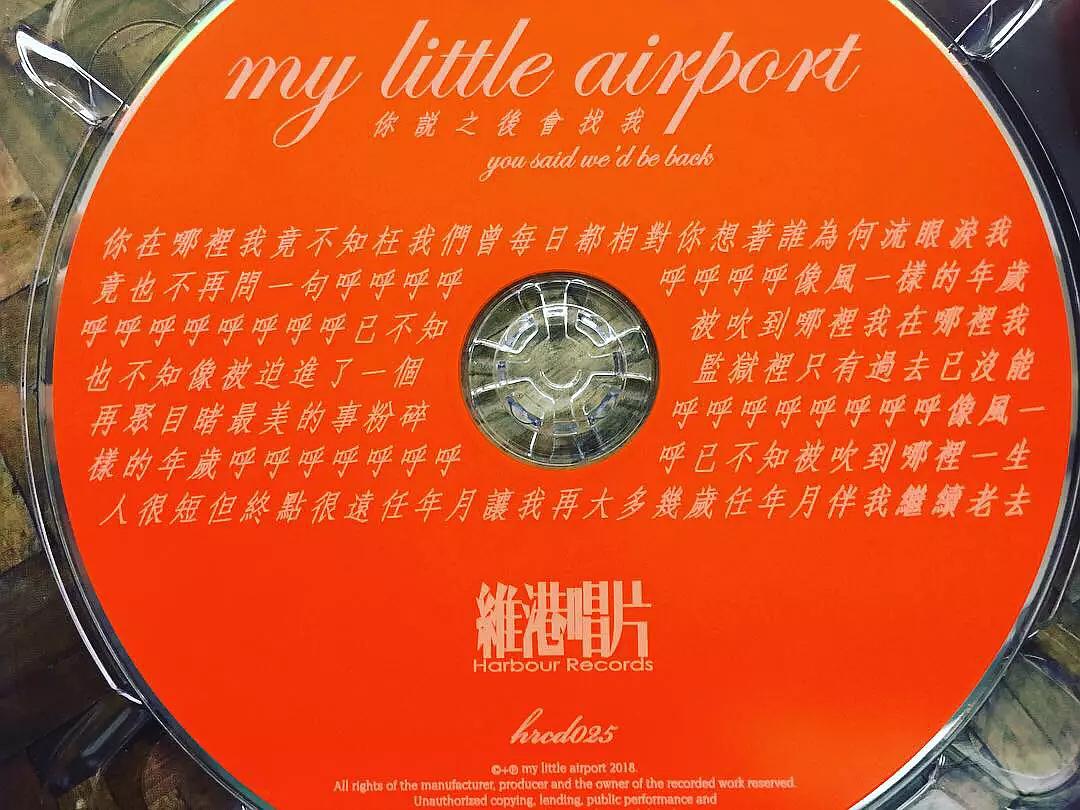 my little airport
你説之後會找我
you said we'd be back
你在哪裡我竟不知枉我們曾每日都相對你想著誰為何流眼淚我
竟也不再問一句呼呼呼呼 呼呼呼呼像風一樣的年歲
呼呼呼呼呼呼呼呼已不知 被吹到哪裡我在哪裡我
也不知像被迫進了一個 監獄裡只有過去已沒能
再聚目睹最美的事粉碎 呼呼呼呼呼呼呼呼像風一
樣的年歲呼呼呼呼呼呼呼 呼已不知被吹到哪裡一生
人很短但終點很遠任年月讓我再大多幾歲任年月伴我繼續老去
維港唱片
Harbour Records
hrcd025
©+℗ my little airport 2018.
All rights of the manufacturer, producer and the owner of the recorded work reserved.
Unauthorized copying, lending, public performance and